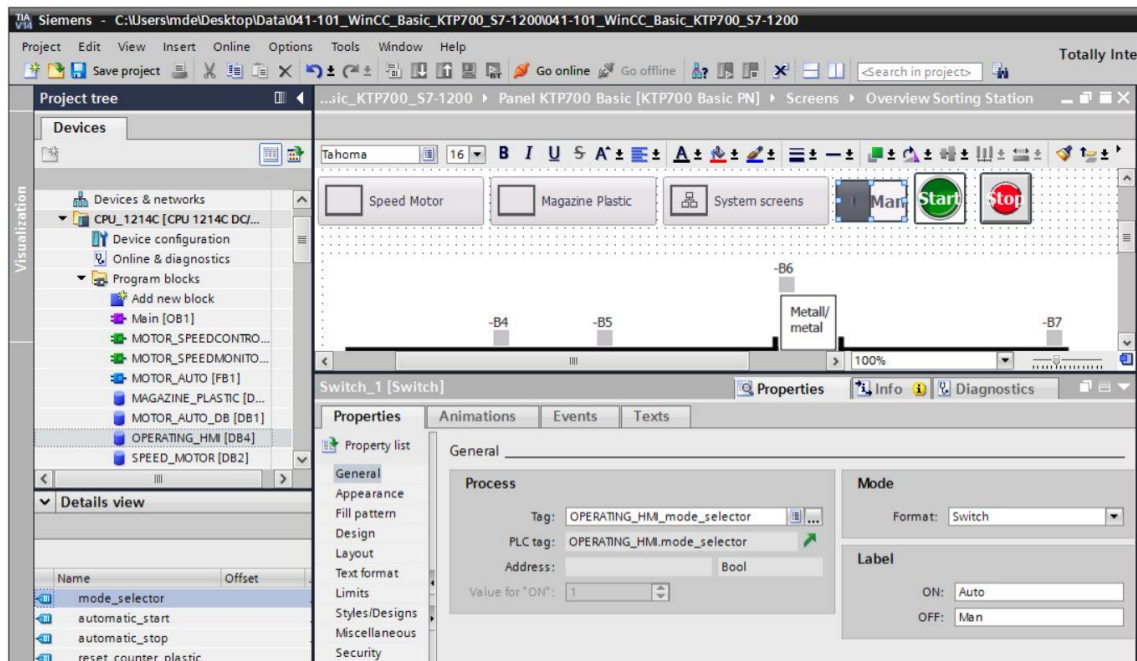 TIA V14 Siemens - C:\Users\mde\Desktop\Data\041-101_WinCC_Basic_KTP700_S7-1200\041-101_WinCC_Basic_KTP700_S7-1200
Project Edit View Insert Online Options Tools Window Help
Totally Inte
Save project Go online Go offline <Search in project>
Project tree
...sic_KTP700_S7-1200 Panel KTP700 Basic [KTP700 Basic PN] Screens Overview Sorting Station
Devices
Tahoma 16 B I U S A A
Visualization
Devices & networks
CPU_1214C [CPU 1214C DC/...
Device configuration
Online & diagnostics
Program blocks
Add new block
Main [OB1]
MOTOR_SPEEDCONTRO...
MOTOR_SPEEDMONITO...
MOTOR_AUTO [FB1]
MAGAZINE_PLASTIC [D...
MOTOR_AUTO_DB [DB1]
OPERATING_HMI [DB4]
SPEED_MOTOR [DB2]
Speed Motor
Magazine Plastic
System screens
Man
Start
Stop
-B6
Metall/
metal
-B4
-B5
-B7
100%
Details view
Name Offset
mode_selector
automatic_start
automatic_stop
reset_counter_plastic
Switch_1 [Switch]
Properties Info Diagnostics
Properties Animations Events Texts
Property list
General
Appearance
Fill pattern
Design
Layout
Text format
Limits
Styles/Designs
Miscellaneous
Security
General
Process
Tag: OPERATING_HMI_mode_selector
PLC tag: OPERATING_HMI.mode_selector
Address: Bool
Value for "ON": 1
Mode
Format: Switch
Label
ON: Auto
OFF: Man